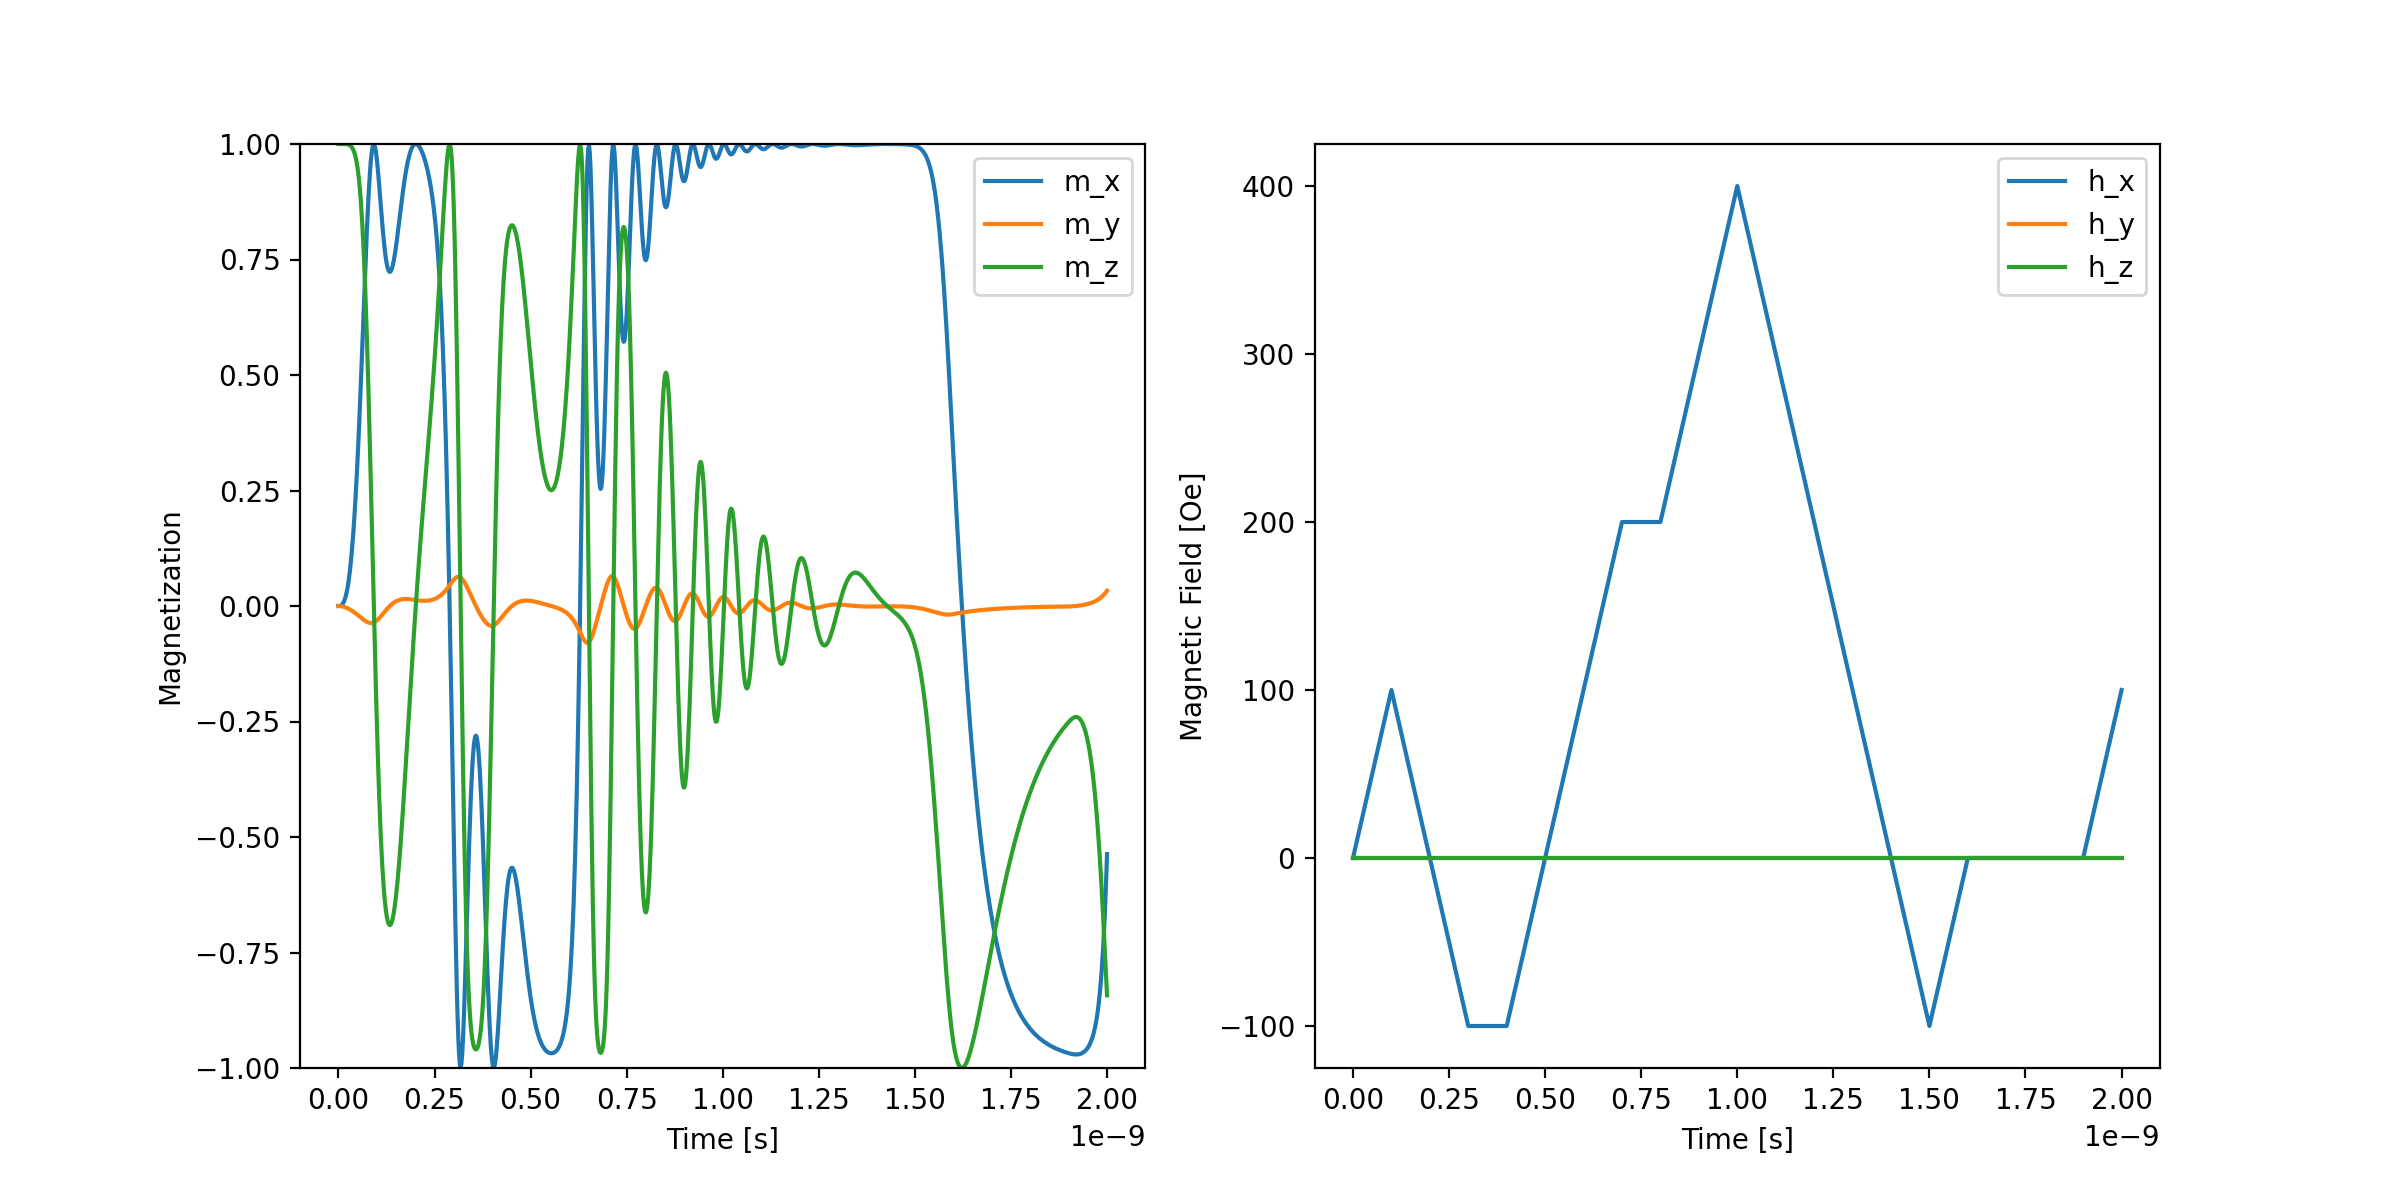 1.00
0.75
0.50
0.25
0.00
−0.25
−0.50
−0.75
−1.00
Magnetization
m_x
m_y
m_z
0.00 0.25 0.50 0.75 1.00 1.25 1.50 1.75 2.00
Time [s]
1e−9
400
300
200
100
0
−100
Magnetic Field [Oe]
h_x
h_y
h_z
0.00 0.25 0.50 0.75 1.00 1.25 1.50 1.75 2.00
Time [s]
1e−9